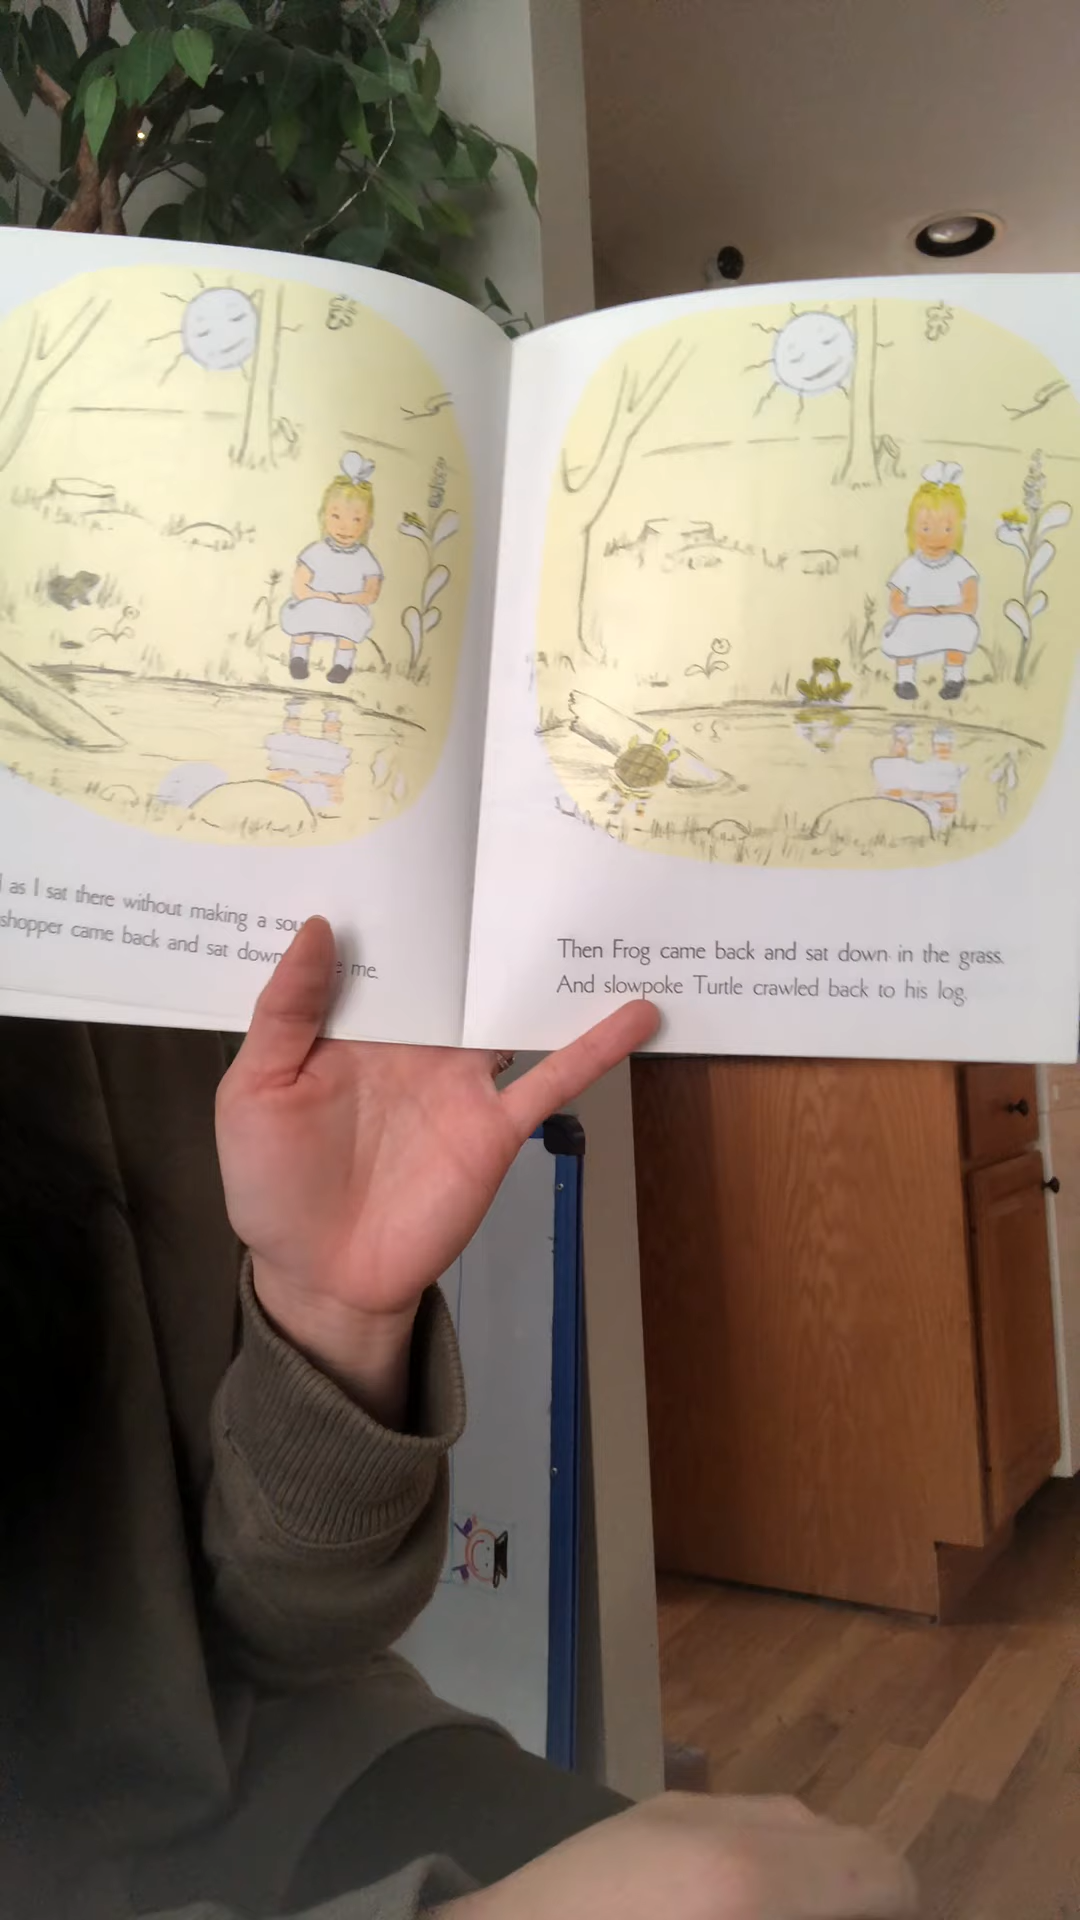 as I sat there without making a sou
shopper came back and sat down e me.
Then Frog came back and sat down in the grass.
And slowpoke Turtle crawled back to his log.